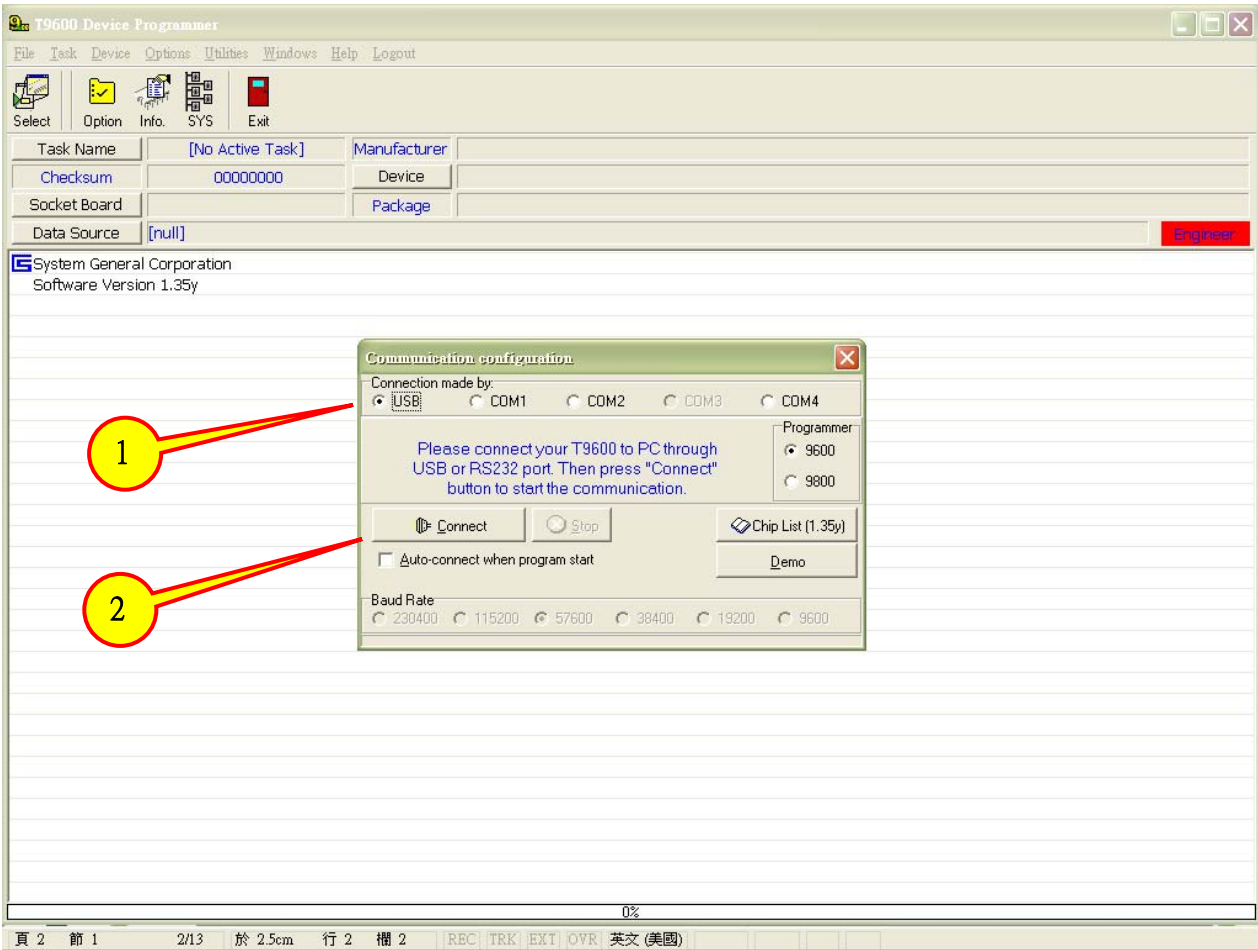 T9600 Device Programmer
File Task Device Options Utilities Windows Help Logout
Select Option Info. SYS Exit
Task Name [No Active Task] Manufacturer
Checksum 00000000 Device
Socket Board Package
Data Source [null] Engineer
System General Corporation
Software Version 1.35y
Communication configuration
Connection made by:
USB COM1 COM2 COM3 COM4
Programmer
Please connect your T9600 to PC through
USB or RS232 port. Then press "Connect"
button to start the communication.
9600
9800
Connect Stop Chip List (1.35y)
Auto-connect when program start Demo
Baud Rate
230400 115200 57600 38400 19200 9600
1
2
0%
頁 2 節 1 2/13 於 2.5cm 行 2 欄 2 REC TRK EXT OVR 英文 (美國)